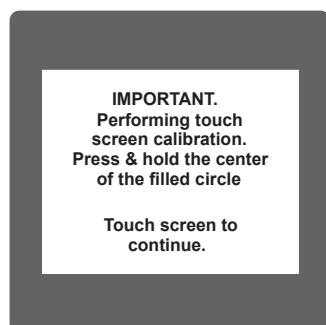 IMPORTANT.
Performing touch
screen calibration.
Press & hold the center
of the filled circle
Touch screen to
continue.